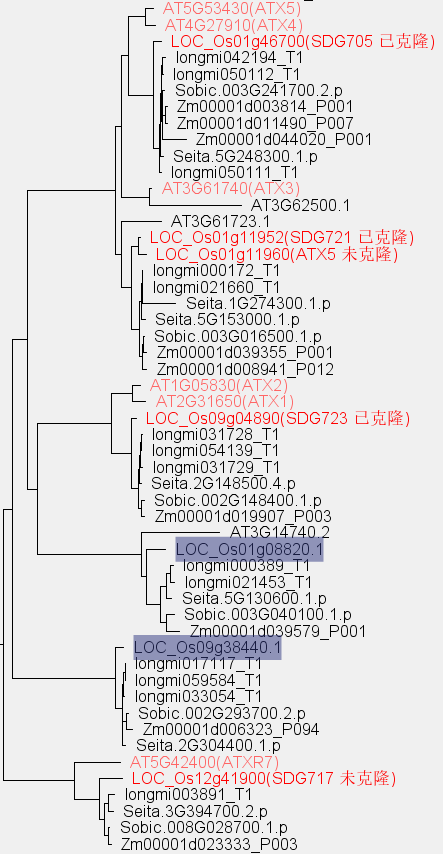 AT5G53430(ATX5)
AT4G27910(ATX4)
LOC_Os01g46700(SDG705 已克隆)
longmi042194_T1
longmi050112_T1
Sobic.003G241700.2.p
Zm00001d003814_P001
Zm00001d011490_P007
Zm00001d044020_P001
Seita.5G248300.1.p
longmi050111_T1
AT3G61740(ATX3)
AT3G62500.1
AT3G61723.1
LOC_Os01g11952(SDG721 已克隆)
LOC_Os01g11960(ATX5 未克隆)
longmi000172_T1
longmi021660_T1
Seita.1G274300.1.p
Seita.5G153000.1.p
Sobic.003G016500.1.p
Zm00001d039355_P001
Zm00001d008941_P012
AT1G05830(ATX2)
AT2G31650(ATX1)
LOC_Os09g04890(SDG723 已克隆)
longmi031728_T1
longmi054139_T1
longmi031729_T1
Seita.2G148500.4.p
Sobic.002G148400.1.p
Zm00001d019907_P003
AT3G14740.2
LOC_Os01g08820.1
longmi000389_T1
longmi021453_T1
Seita.5G130600.1.p
Sobic.003G040100.1.p
Zm00001d039579_P001
LOC_Os09g38440.1
longmi017117_T1
longmi059584_T1
longmi033054_T1
Sobic.002G293700.2.p
Zm00001d006323_P094
Seita.2G304400.1.p
AT5G42400(ATXR7)
LOC_Os12g41900(SDG717 未克隆)
longmi003891_T1
Seita.3G394700.2.p
Sobic.008G028700.1.p
Zm00001d023333_P003